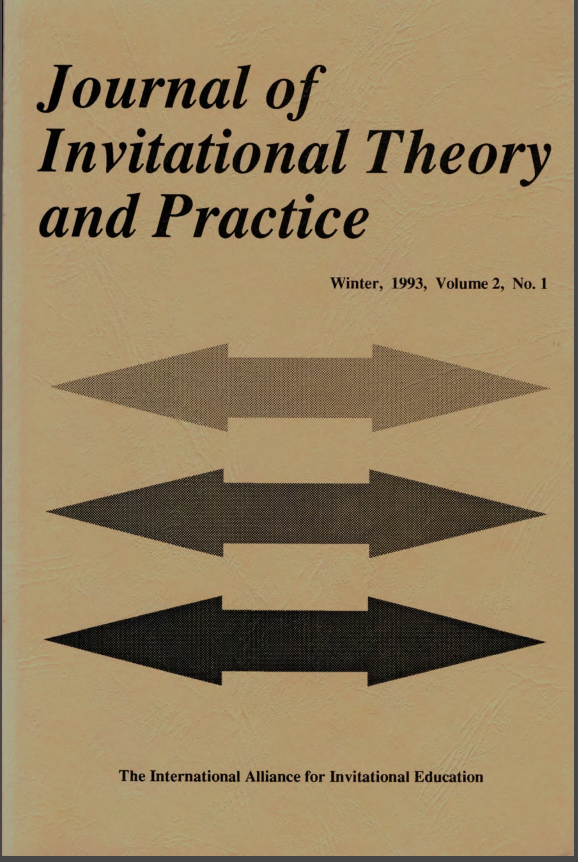 Journal of
Invitational Theory
and Practice
Winter, 1993, Volume 2, No. 1
The International Alliance for Invitational Education